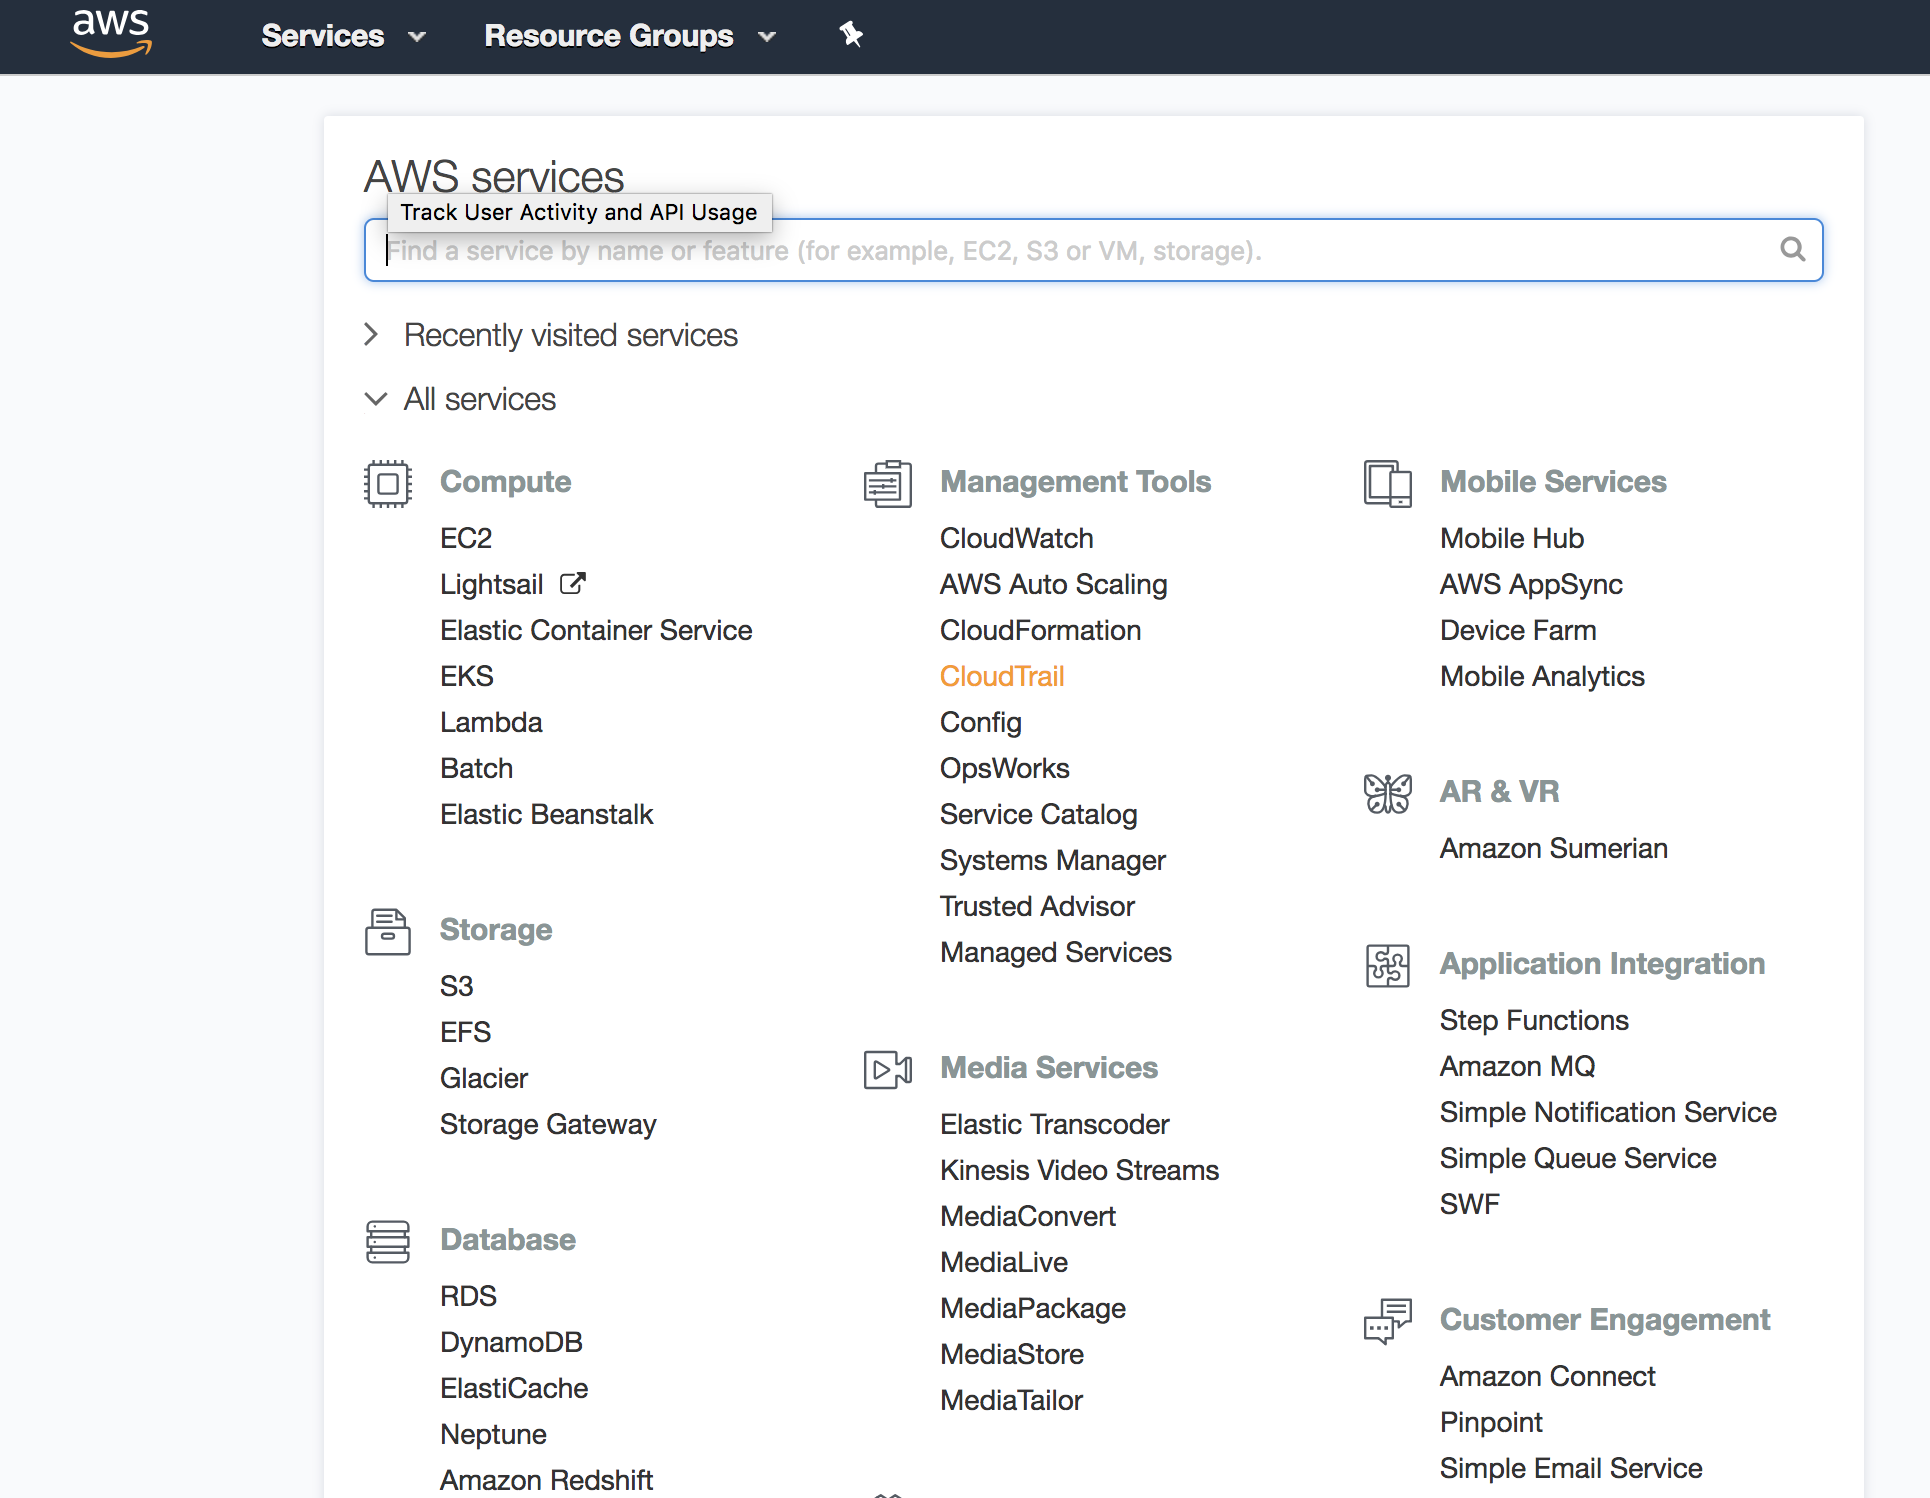 aws
Services
Resource Groups
AWS services
Track User Activity and API Usage
Find a service by name or feature (for example, EC2, S3 or VM, storage).
Recently visited services
All services
Compute
EC2
Lightsail
Elastic Container Service
EKS
Lambda
Batch
Elastic Beanstalk
Storage
S3
EFS
Glacier
Storage Gateway
Database
RDS
DynamoDB
ElastiCache
Neptune
Amazon Redshift
Management Tools
CloudWatch
AWS Auto Scaling
CloudFormation
CloudTrail
Config
OpsWorks
Service Catalog
Systems Manager
Trusted Advisor
Managed Services
Media Services
Elastic Transcoder
Kinesis Video Streams
MediaConvert
MediaLive
MediaPackage
MediaStore
MediaTailor
Mobile Services
Mobile Hub
AWS AppSync
Device Farm
Mobile Analytics
AR & VR
Amazon Sumerian
Application Integration
Step Functions
Amazon MQ
Simple Notification Service
Simple Queue Service
SWF
Customer Engagement
Amazon Connect
Pinpoint
Simple Email Service